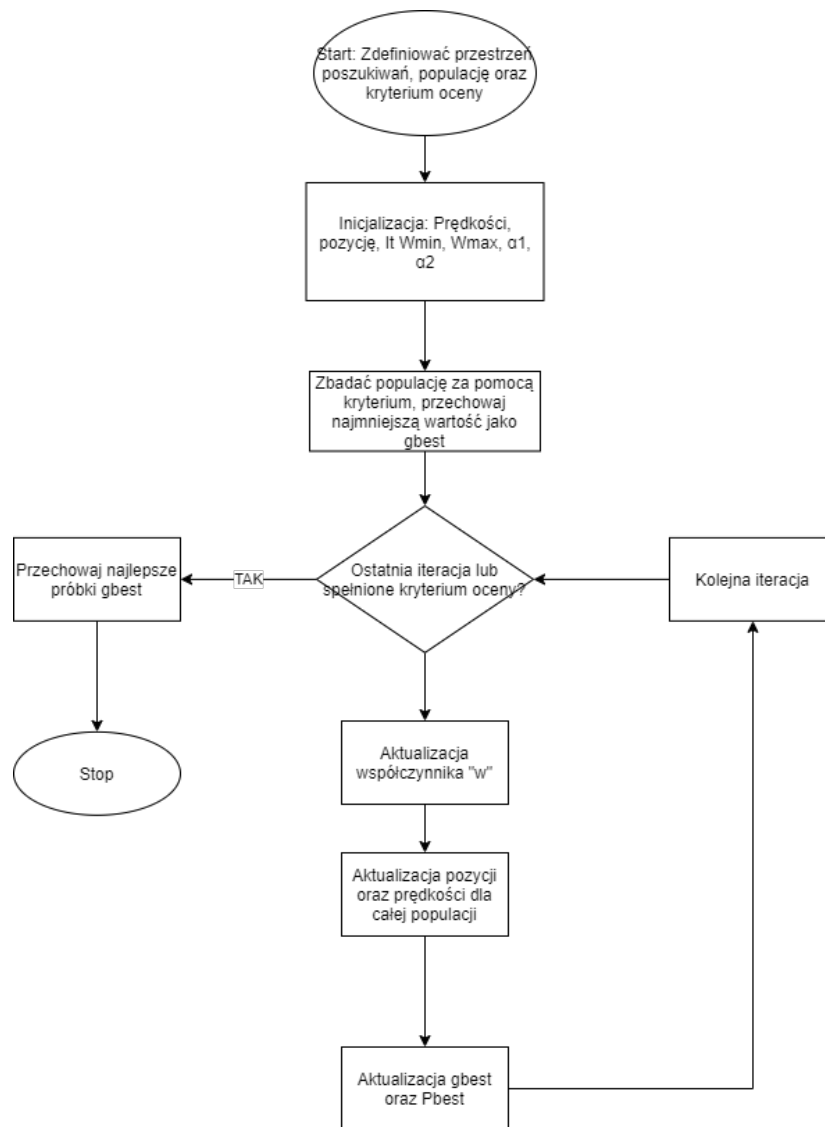 Start: Zdefiniować przestrzeń
poszukiwań, populację oraz
kryterium oceny
Inicjalizacja: Prędkości,
pozycję, It Wmin, Wmax, α1,
α2
Zbadać populację za pomocą
kryterium, przechowaj
najmniejszą wartość jako
gbest
Ostatnia iteracja lub
spełnione kryterium oceny?
TAK
Przechowaj najlepsze
próbki gbest
Stop
Kolejna iteracja
Aktualizacja
współczynnika "w"
Aktualizacja pozycji
oraz prędkości dla
całej populacji
Aktualizacja gbest
oraz Pbest